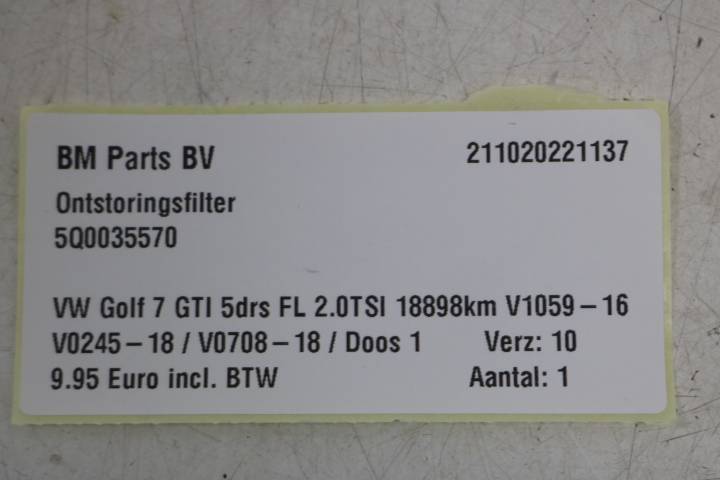 BM Parts BV 211020221137
Ontstoringsfilter
5Q0035570
VW Golf 7 GTI 5drs FL 2.0TSI 18898km V1059-16
V0245-18 / V0708-18 / Doos 1 Verz: 10
9.95 Euro incl. BTW Aantal: 1